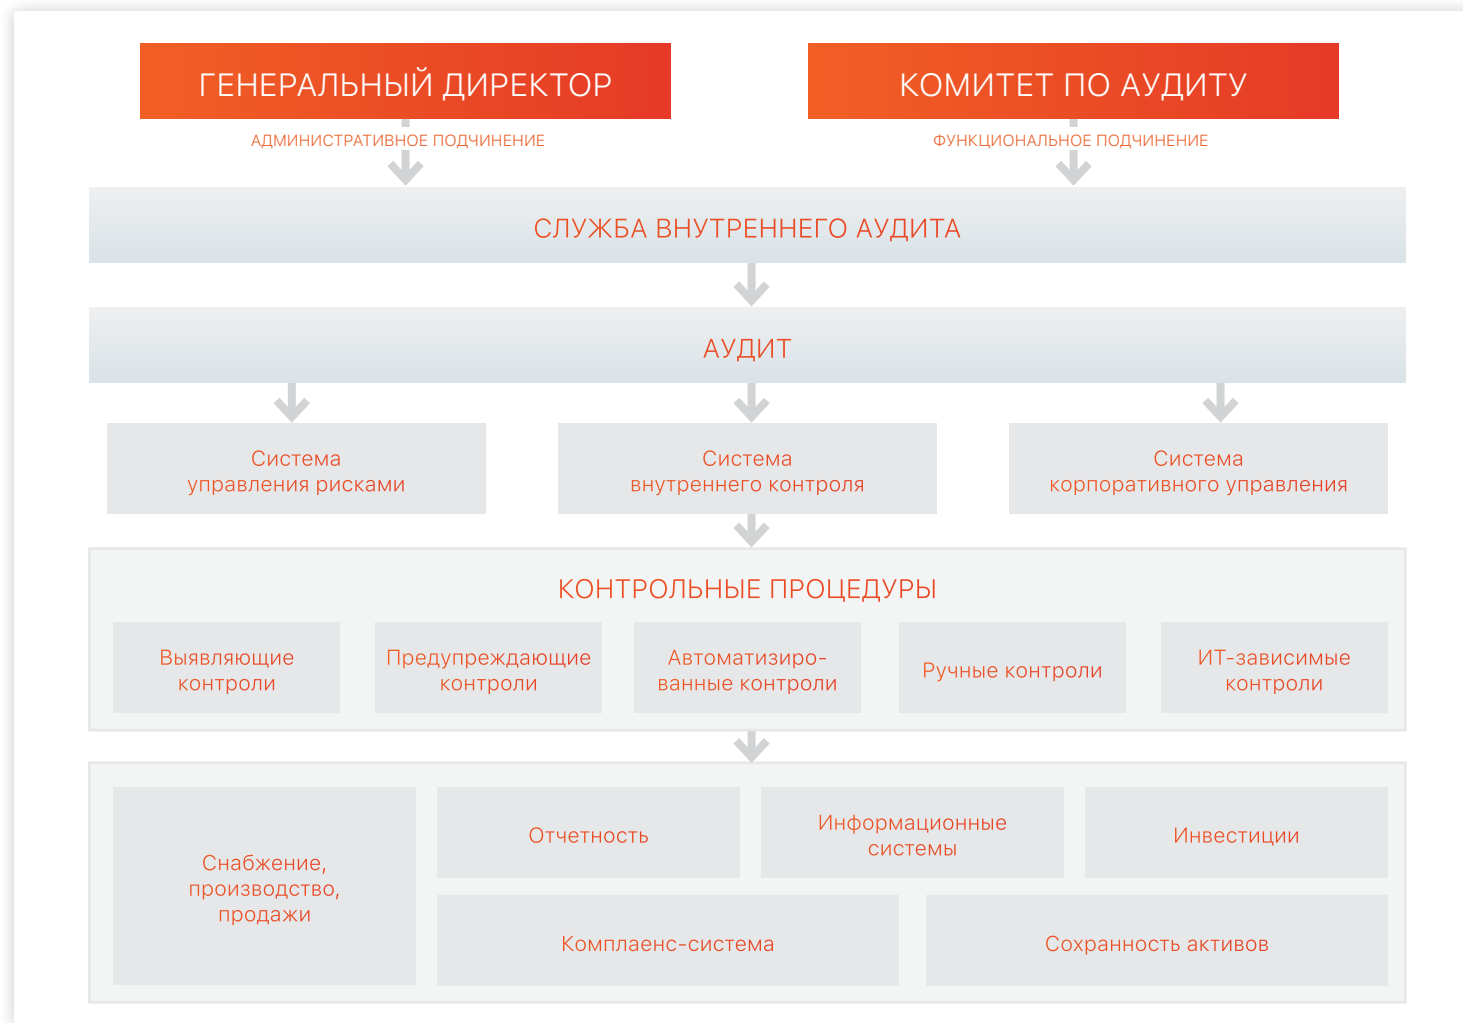 ГЕНЕРАЛЬНЫЙ ДИРЕКТОР
КОМИТЕТ ПО АУДИТУ
АДМИНИСТРАТИВНОЕ ПОДЧИНЕНИЕ
ФУНКЦИОНАЛЬНОЕ ПОДЧИНЕНИЕ
СЛУЖБА ВНУТРЕННЕГО АУДИТА
АУДИТ
Система
управления рисками
Система
внутреннего контроля
Система
корпоративного управления
КОНТРОЛЬНЫЕ ПРОЦЕДУРЫ
Выявляющие
контроли
Предупреждающие
контроли
Автоматизиро-
ванные контроли
Ручные контроли
ИТ-зависимые
контроли
Снабжение,
производство,
продажи
Отчетность
Информационные
системы
Инвестиции
Комплаенс-система
Сохранность активов